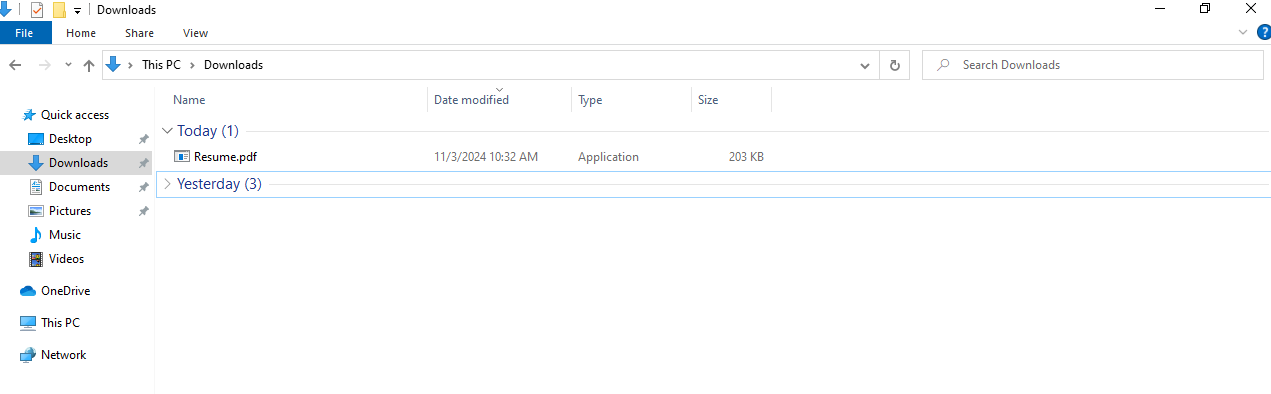 Downloads
File Home Share View
This PC Downloads Search Downloads
Name Date modified Type Size
Quick access
Today (1)
Desktop
Resume.pdf 11/3/2024 10:32 AM Application 203 KB
Downloads
Yesterday (3)
Documents
Pictures
Music
Videos
OneDrive
This PC
Network